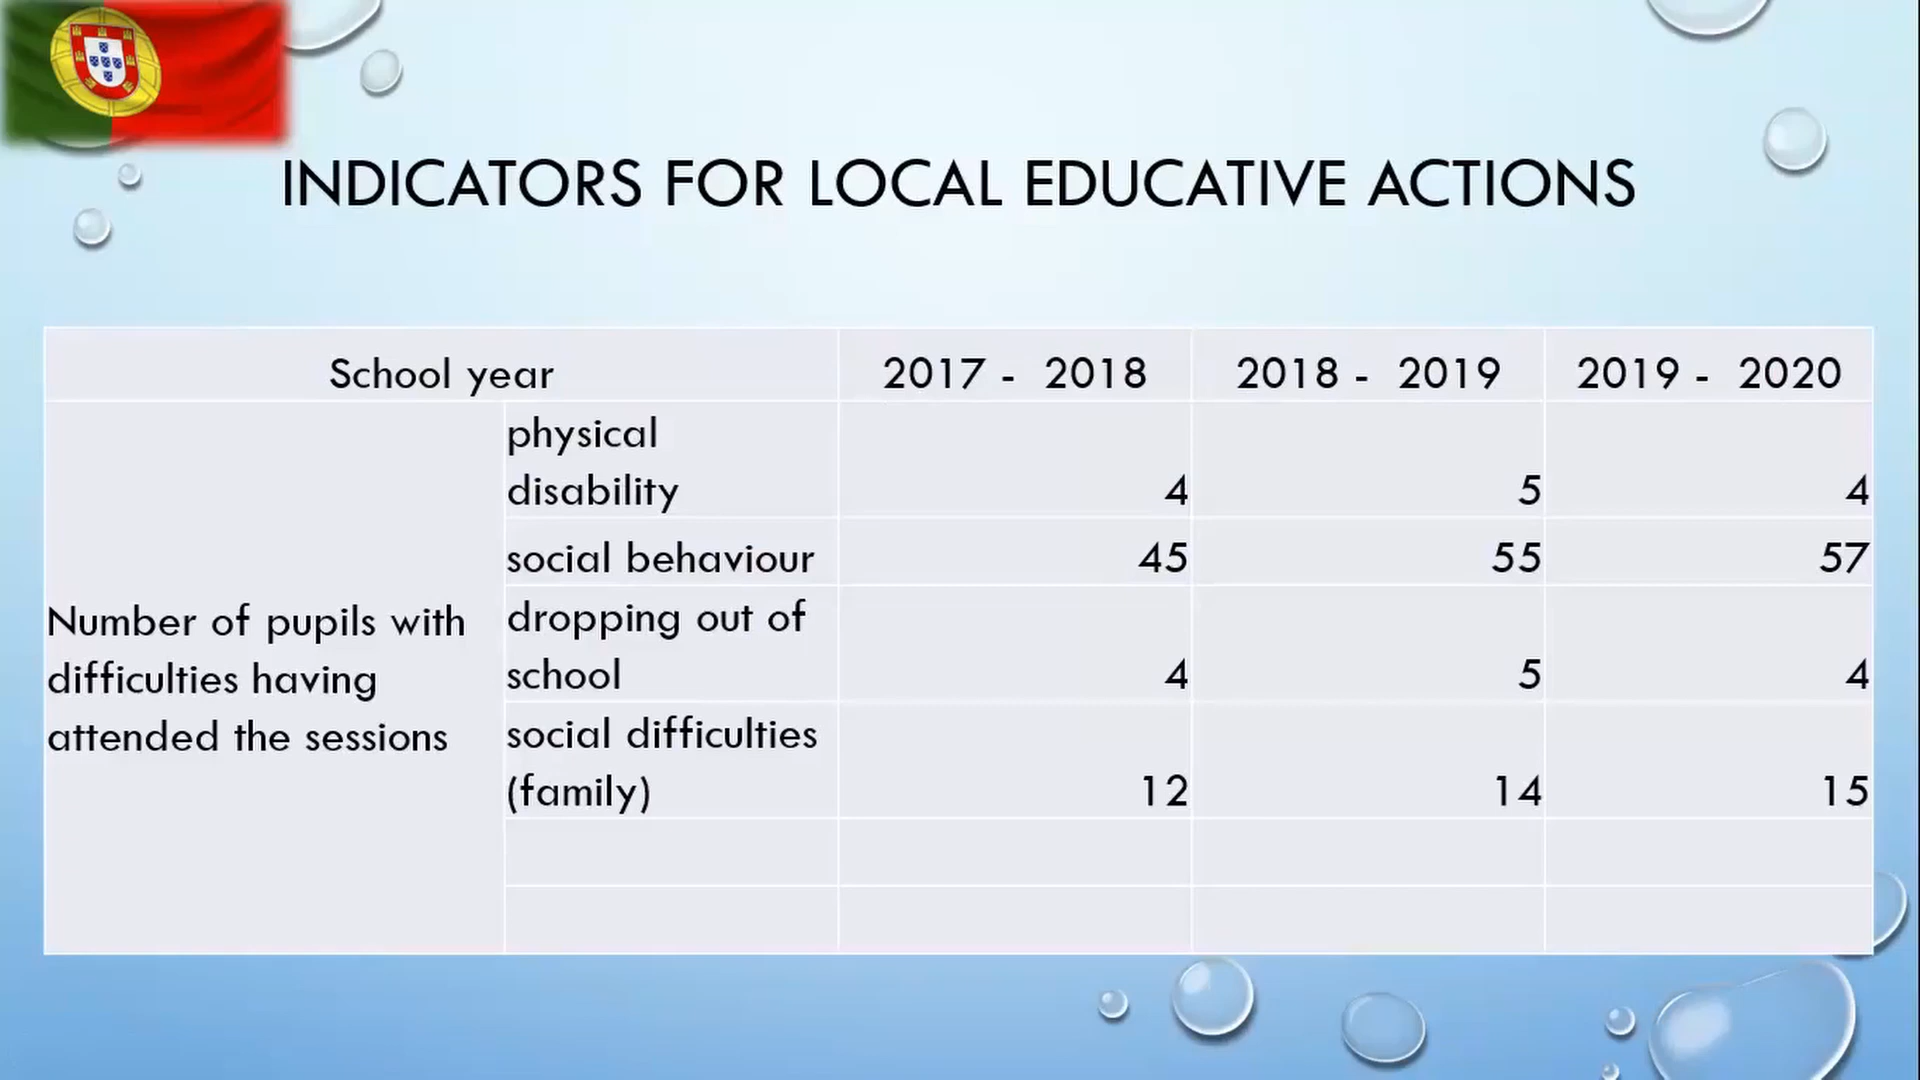 INDICATORS FOR LOCAL EDUCATIVE ACTIONS
School year 2017 - 2018 2018 - 2019 2019 - 2020
Number of pupils with
difficulties having
attended the sessions
physical
disability 4 5 4
social behaviour 45 55 57
dropping out of
school 4 5 4
social difficulties
(family) 12 14 15